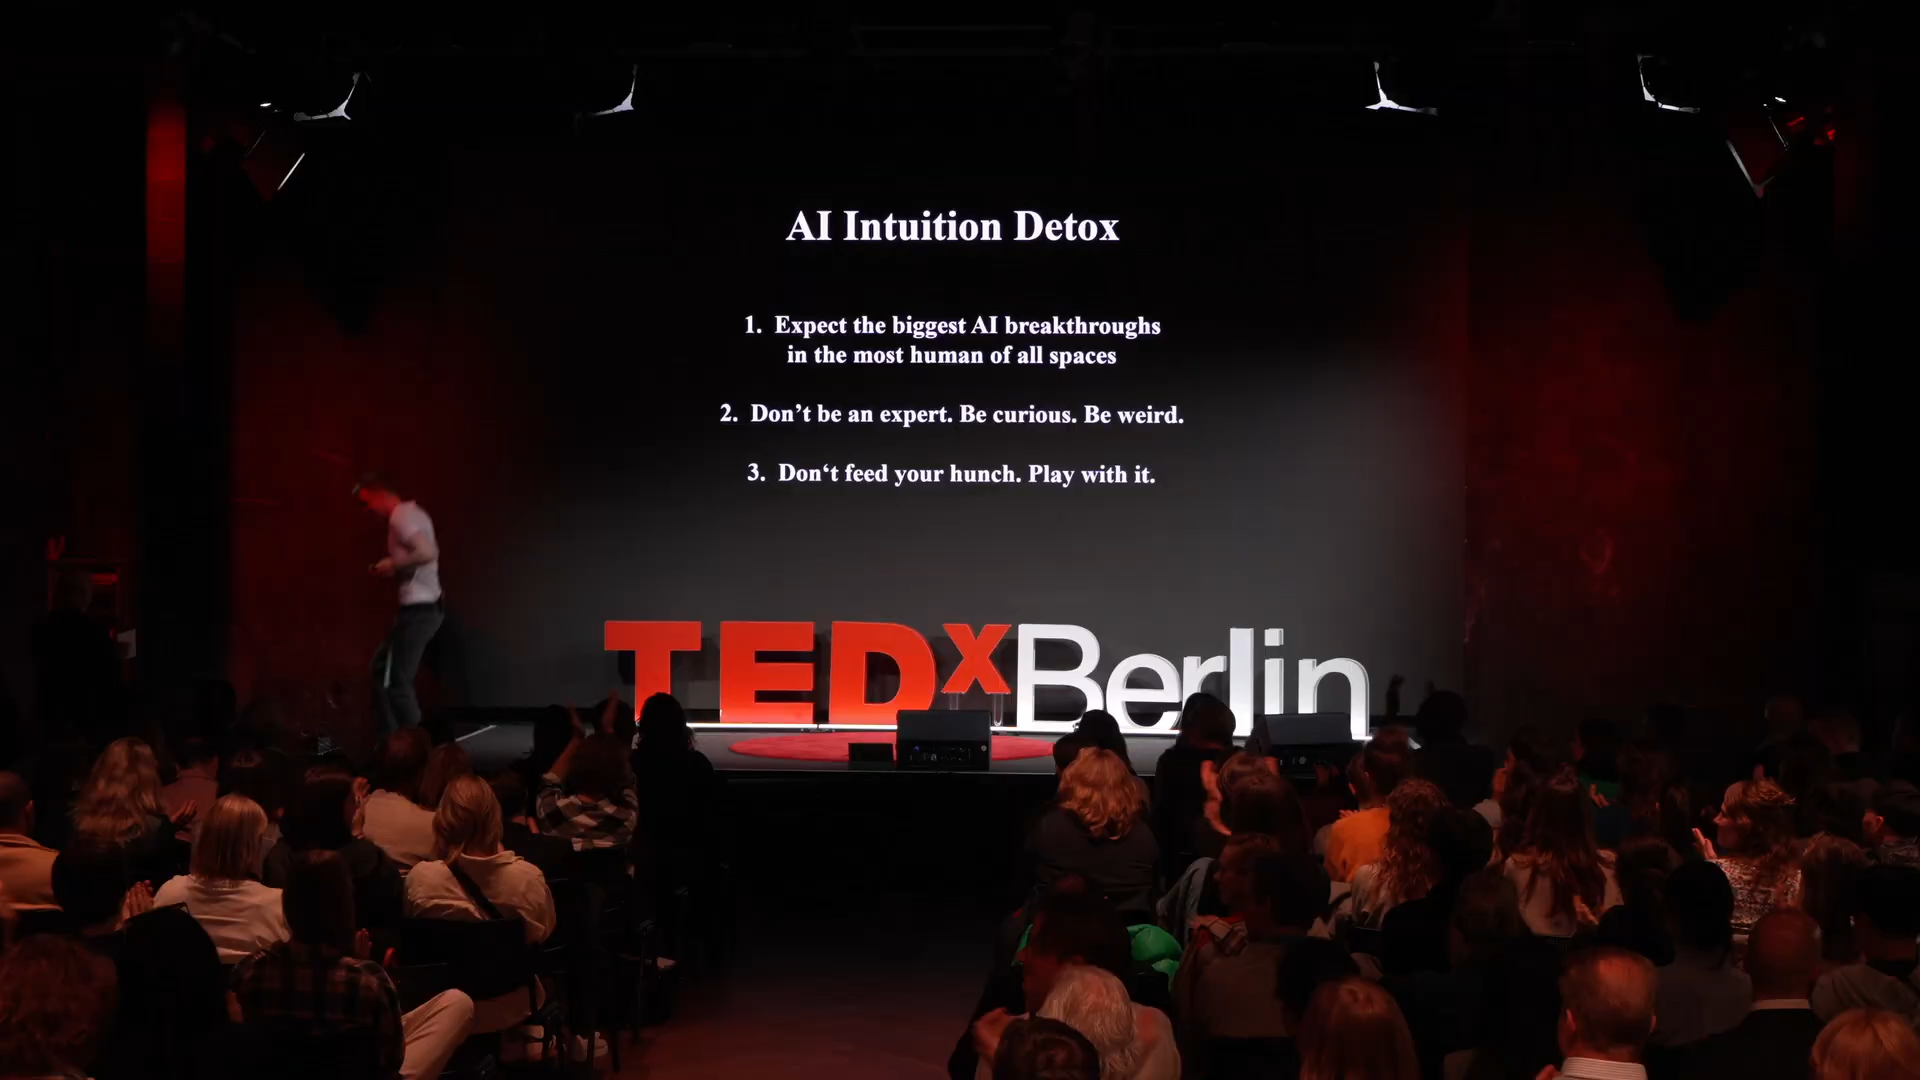 AI Intuition Detox
1. Expect the biggest AI breakthroughs
in the most human of all spaces
2. Don’t be an expert. Be curious. Be weird.
3. Don‘t feed your hunch. Play with it.
TEDxBerlin